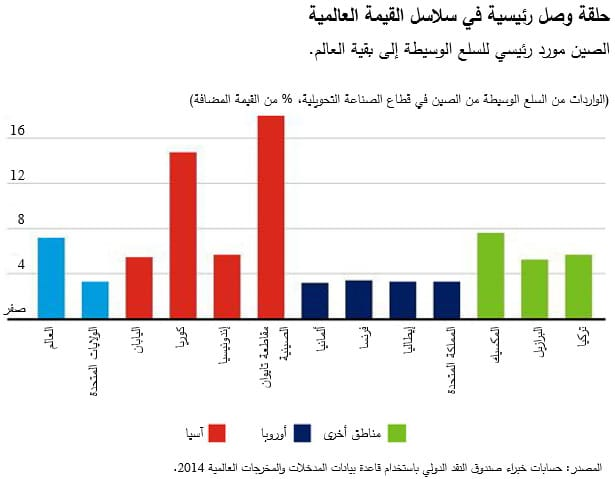 حلقة وصل رئيسية في سلاسل القيمة العالمية
الصين مورد رئيسي للسلع الوسيطة إلى بقية العالم.
(الواردات من السلع الوسيطة من الصين في قطاع الصناعة التحويلية، % من القيمة المضافة)
16
12
8
4
صفر
العالم
الولايات المتحدة
اليابان
كوريا
إندونيسيا
مقاطعة تايوان
الصينية
ألمانيا
فرنسا
إيطاليا
المملكة المتحدة
المكسيك
البرازيل
تركيا
آسيا
أوروبا
مناطق أخرى
المصدر: حسابات خبراء صندوق النقد الدولي باستخدام قاعدة بيانات المدخلات والمخرجات العالمية 2014.